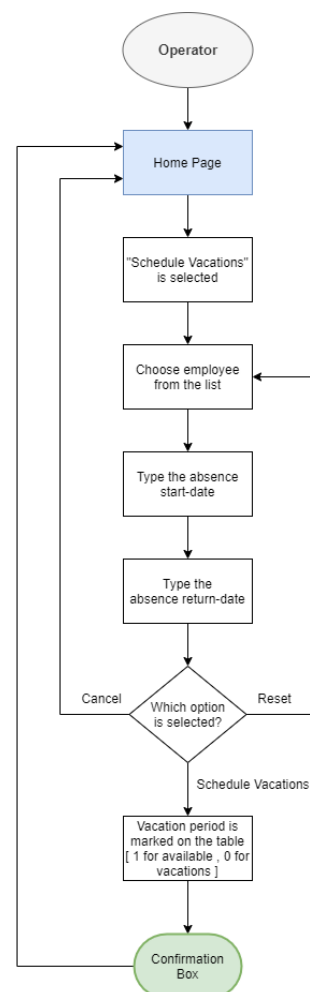 Operator
Home Page
"Schedule Vacations"
is selected
Choose employee
from the list
Type the absence
start-date
Type the
absence return-date
Cancel
Which option
is selected?
Reset
Schedule Vacations
Vacation period is
marked on the table
[ 1 for available , 0 for
vacations ]
Confirmation
Box